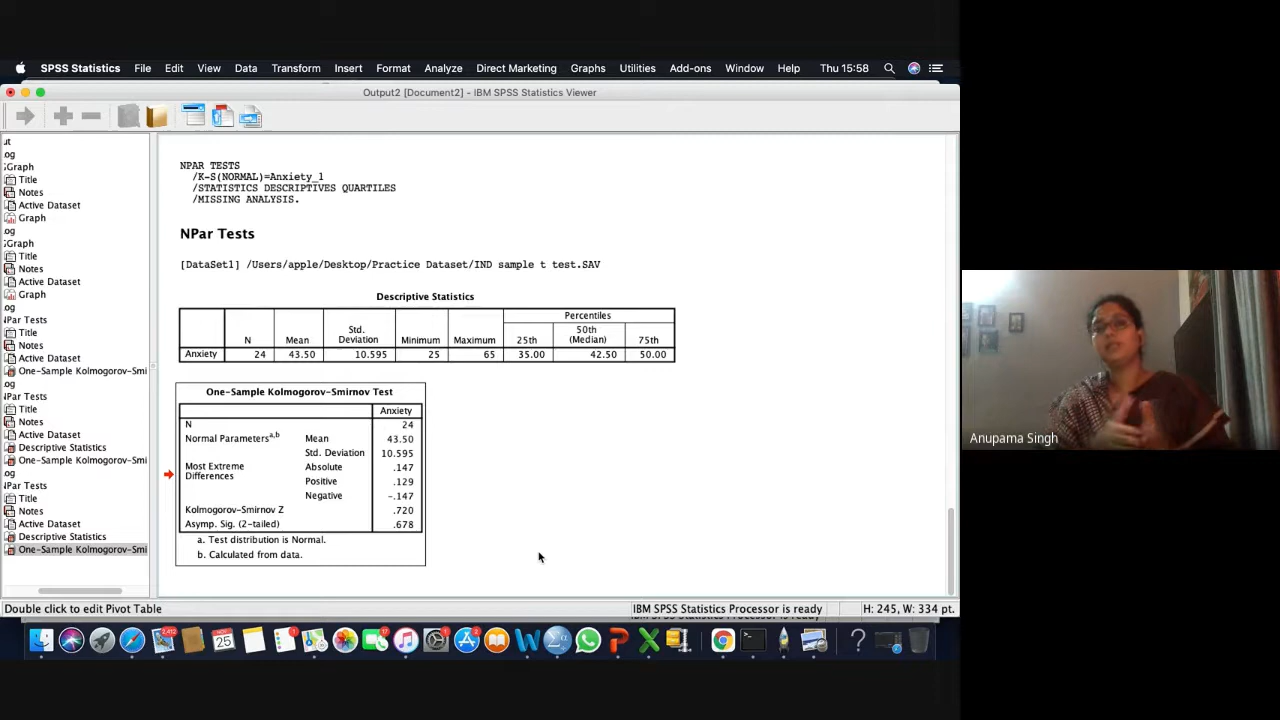 SPSS Statistics File Edit View Data Transform Insert Format Analyze Direct Marketing Graphs Utilities Add-ons Window Help Thu 15:58
Output2 [Document2] - IBM SPSS Statistics Viewer
ut
og
Graph
Title
Notes
Active Dataset
Graph
og
Graph
Title
Notes
Active Dataset
Graph
og
NPar Tests
Title
Notes
Active Dataset
One-Sample Kolmogorov-Smi
og
NPar Tests
Title
Notes
Active Dataset
Descriptive Statistics
One-Sample Kolmogorov-Smi
og
NPar Tests
Title
Notes
Active Dataset
Descriptive Statistics
One-Sample Kolmogorov-Smi
NPAR TESTS
/K-S(NORMAL)=Anxiety_1
/STATISTICS DESCRIPTIVES QUARTILES
/MISSING ANALYSIS.
NPar Tests
[DataSet1] /Users/apple/Desktop/Practice Dataset/IND sample t test.SAV
Descriptive Statistics
Percentiles
N Mean Std. Deviation Minimum Maximum 25th 50th (Median) 75th
Anxiety 24 43.50 10.595 25 65 35.00 42.50 50.00
One-Sample Kolmogorov-Smirnov Test
Anxiety
N 24
Normal Parametersa,b Mean 43.50
Std. Deviation 10.595
Most Extreme Differences Absolute .147
Positive .129
Negative -.147
Kolmogorov-Smirnov Z .720
Asymp. Sig. (2-tailed) .678
a. Test distribution is Normal.
b. Calculated from data.
Anupama Singh
Double click to edit Pivot Table IBM SPSS Statistics Processor is ready H: 245, W: 334 pt.